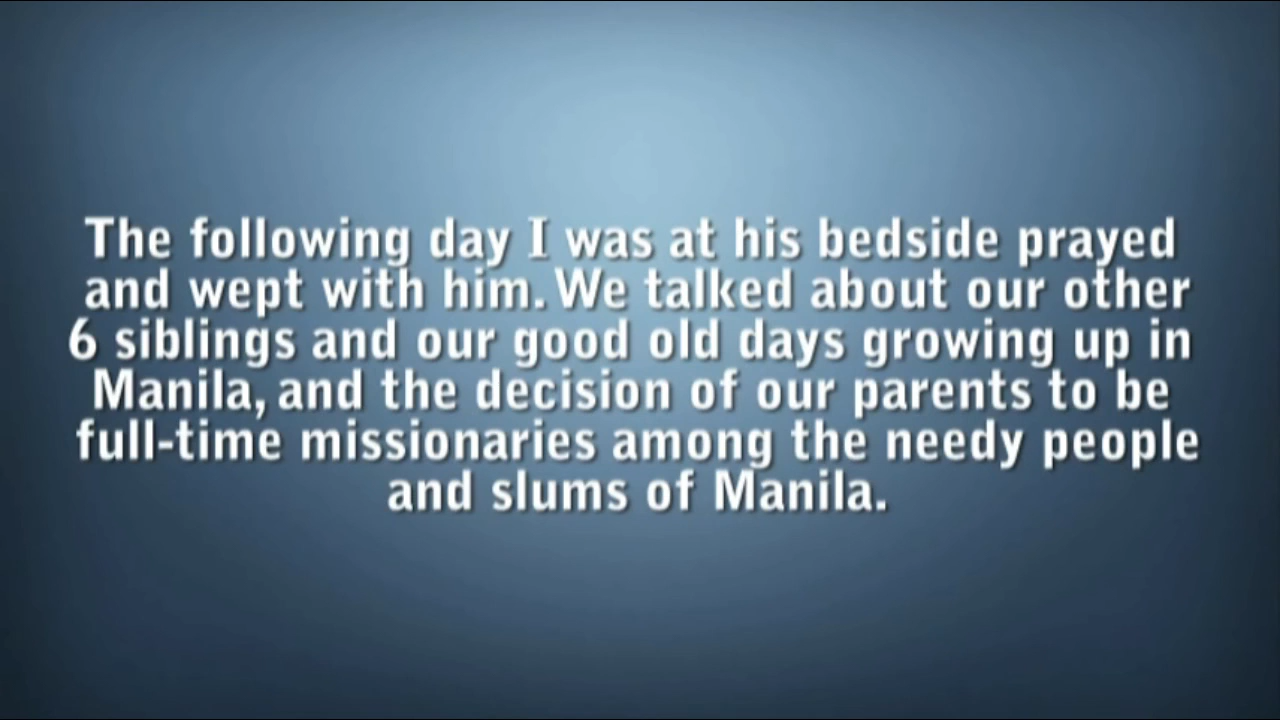 The following day I was at his bedside prayed
and wept with him. We talked about our other
6 siblings and our good old days growing up in
Manila, and the decision of our parents to be
full-time missionaries among the needy people
and slums of Manila.